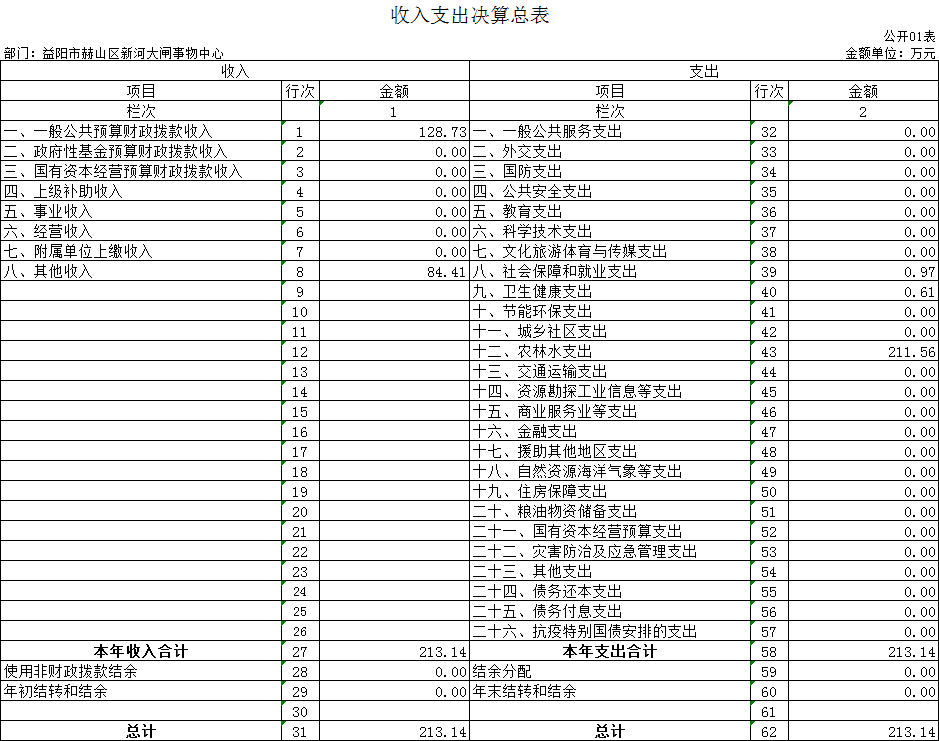 收入支出决算总表
公开01表
部门：益阳市赫山区新河大闸事物中心 金额单位：万元
收入 支出
项目 行次 金额 项目 行次 金额
栏次 1 栏次 2
一、一般公共预算财政拨款收入 1 128.73 一、一般公共服务支出 32 0.00
二、政府性基金预算财政拨款收入 2 0.00 二、外交支出 33 0.00
三、国有资本经营预算财政拨款收入 3 0.00 三、国防支出 34 0.00
四、上级补助收入 4 0.00 四、公共安全支出 35 0.00
五、事业收入 5 0.00 五、教育支出 36 0.00
六、经营收入 6 0.00 六、科学技术支出 37 0.00
七、附属单位上缴收入 7 0.00 七、文化旅游体育与传媒支出 38 0.00
八、其他收入 8 84.41 八、社会保障和就业支出 39 0.97
9 九、卫生健康支出 40 0.61
10 十、节能环保支出 41 0.00
11 十一、城乡社区支出 42 0.00
12 十二、农林水支出 43 211.56
13 十三、交通运输支出 44 0.00
14 十四、资源勘探工业信息等支出 45 0.00
15 十五、商业服务业等支出 46 0.00
16 十六、金融支出 47 0.00
17 十七、援助其他地区支出 48 0.00
18 十八、自然资源海洋气象等支出 49 0.00
19 十九、住房保障支出 50 0.00
20 二十、粮油物资储备支出 51 0.00
21 二十一、国有资本经营预算支出 52 0.00
22 二十二、灾害防治及应急管理支出 53 0.00
23 二十三、其他支出 54 0.00
24 二十四、债务还本支出 55 0.00
25 二十五、债务付息支出 56 0.00
26 二十六、抗疫特别国债安排的支出 57 0.00
本年收入合计 27 213.14 本年支出合计 58 213.14
使用非财政拨款结余 28 0.00 结余分配 59 0.00
年初结转和结余 29 0.00 年末结转和结余 60 0.00
30 61
总计 31 213.14 总计 62 213.14